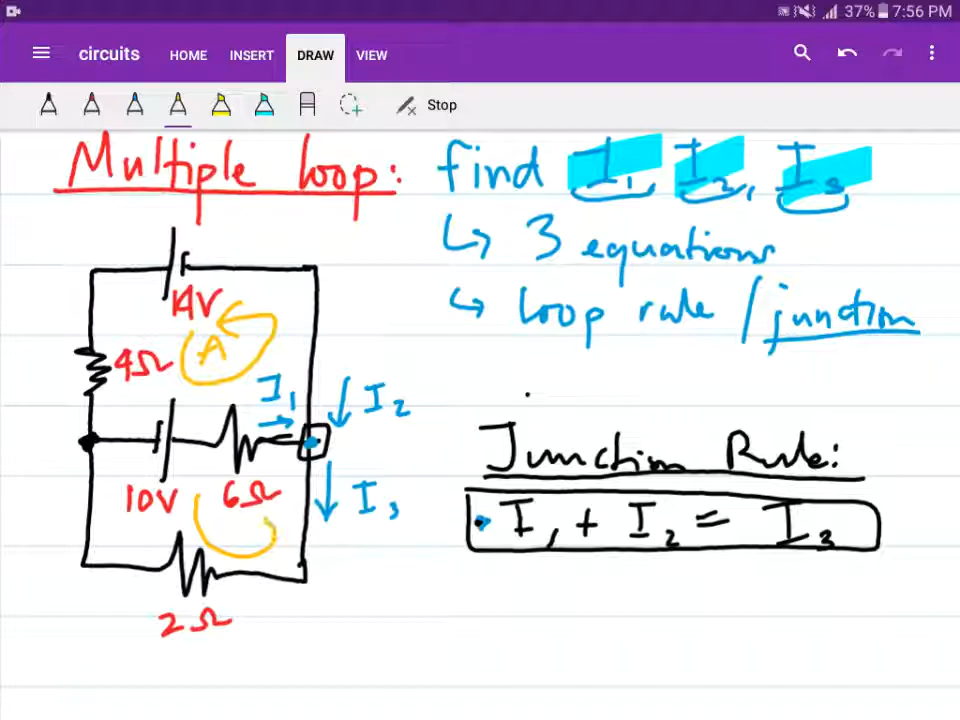 37% 7:56 PM
circuits HOME INSERT DRAW VIEW
Stop
Multiple loop:
find I₁, I₂, I₃
↳ 3 equations
↳ loop rule / junction
14V
4Ω
A
I₁
I₂
10V
6Ω
I₃
2Ω
Junction Rule:
• I₁ + I₂ = I₃